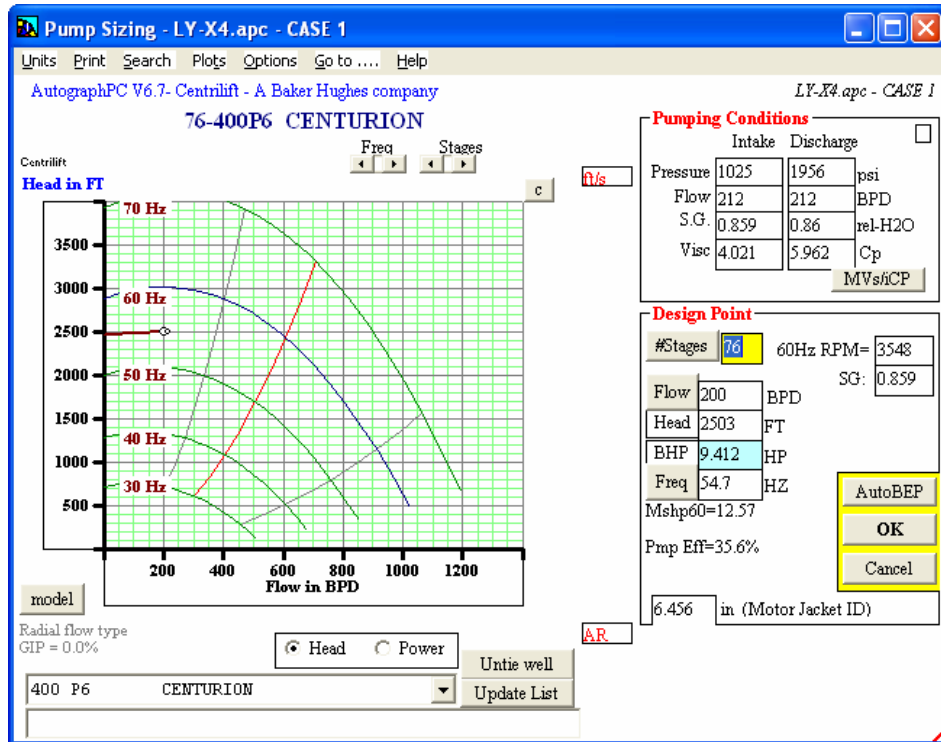 Pump Sizing - LY-X4.apc - CASE 1
Units Print Search Plots Options Go to .... Help
AutographPC V6.7- Centrilift - A Baker Hughes company
LY-X4.apc - CASE 1
76-400P6 CENTURION
Freq Stages
Centrilift
Head in FT
c
ft/s
70 Hz
3500
3000
60 Hz
2500
2000
50 Hz
1500
40 Hz
1000
30 Hz
500
200 400 600 800 1000 1200
Flow in BPD
model
Radial flow type
GIP = 0.0%
Head Power
AR
Untie well
400 P6 CENTURION
Update List
Pumping Conditions
Intake Discharge
Pressure 1025 1956 psi
Flow 212 212 BPD
S.G. 0.859 0.86 rel-H2O
Visc 4.021 5.962 Cp
MVs/iCP
Design Point
#Stages 76 60Hz RPM= 3548
SG: 0.859
Flow 200 BPD
Head 2503 FT
BHP 9.412 HP
Freq 54.7 HZ
Mshp60=12.57
Pmp Eff=35.6%
AutoBEP
OK
Cancel
6.456 in (Motor Jacket ID)